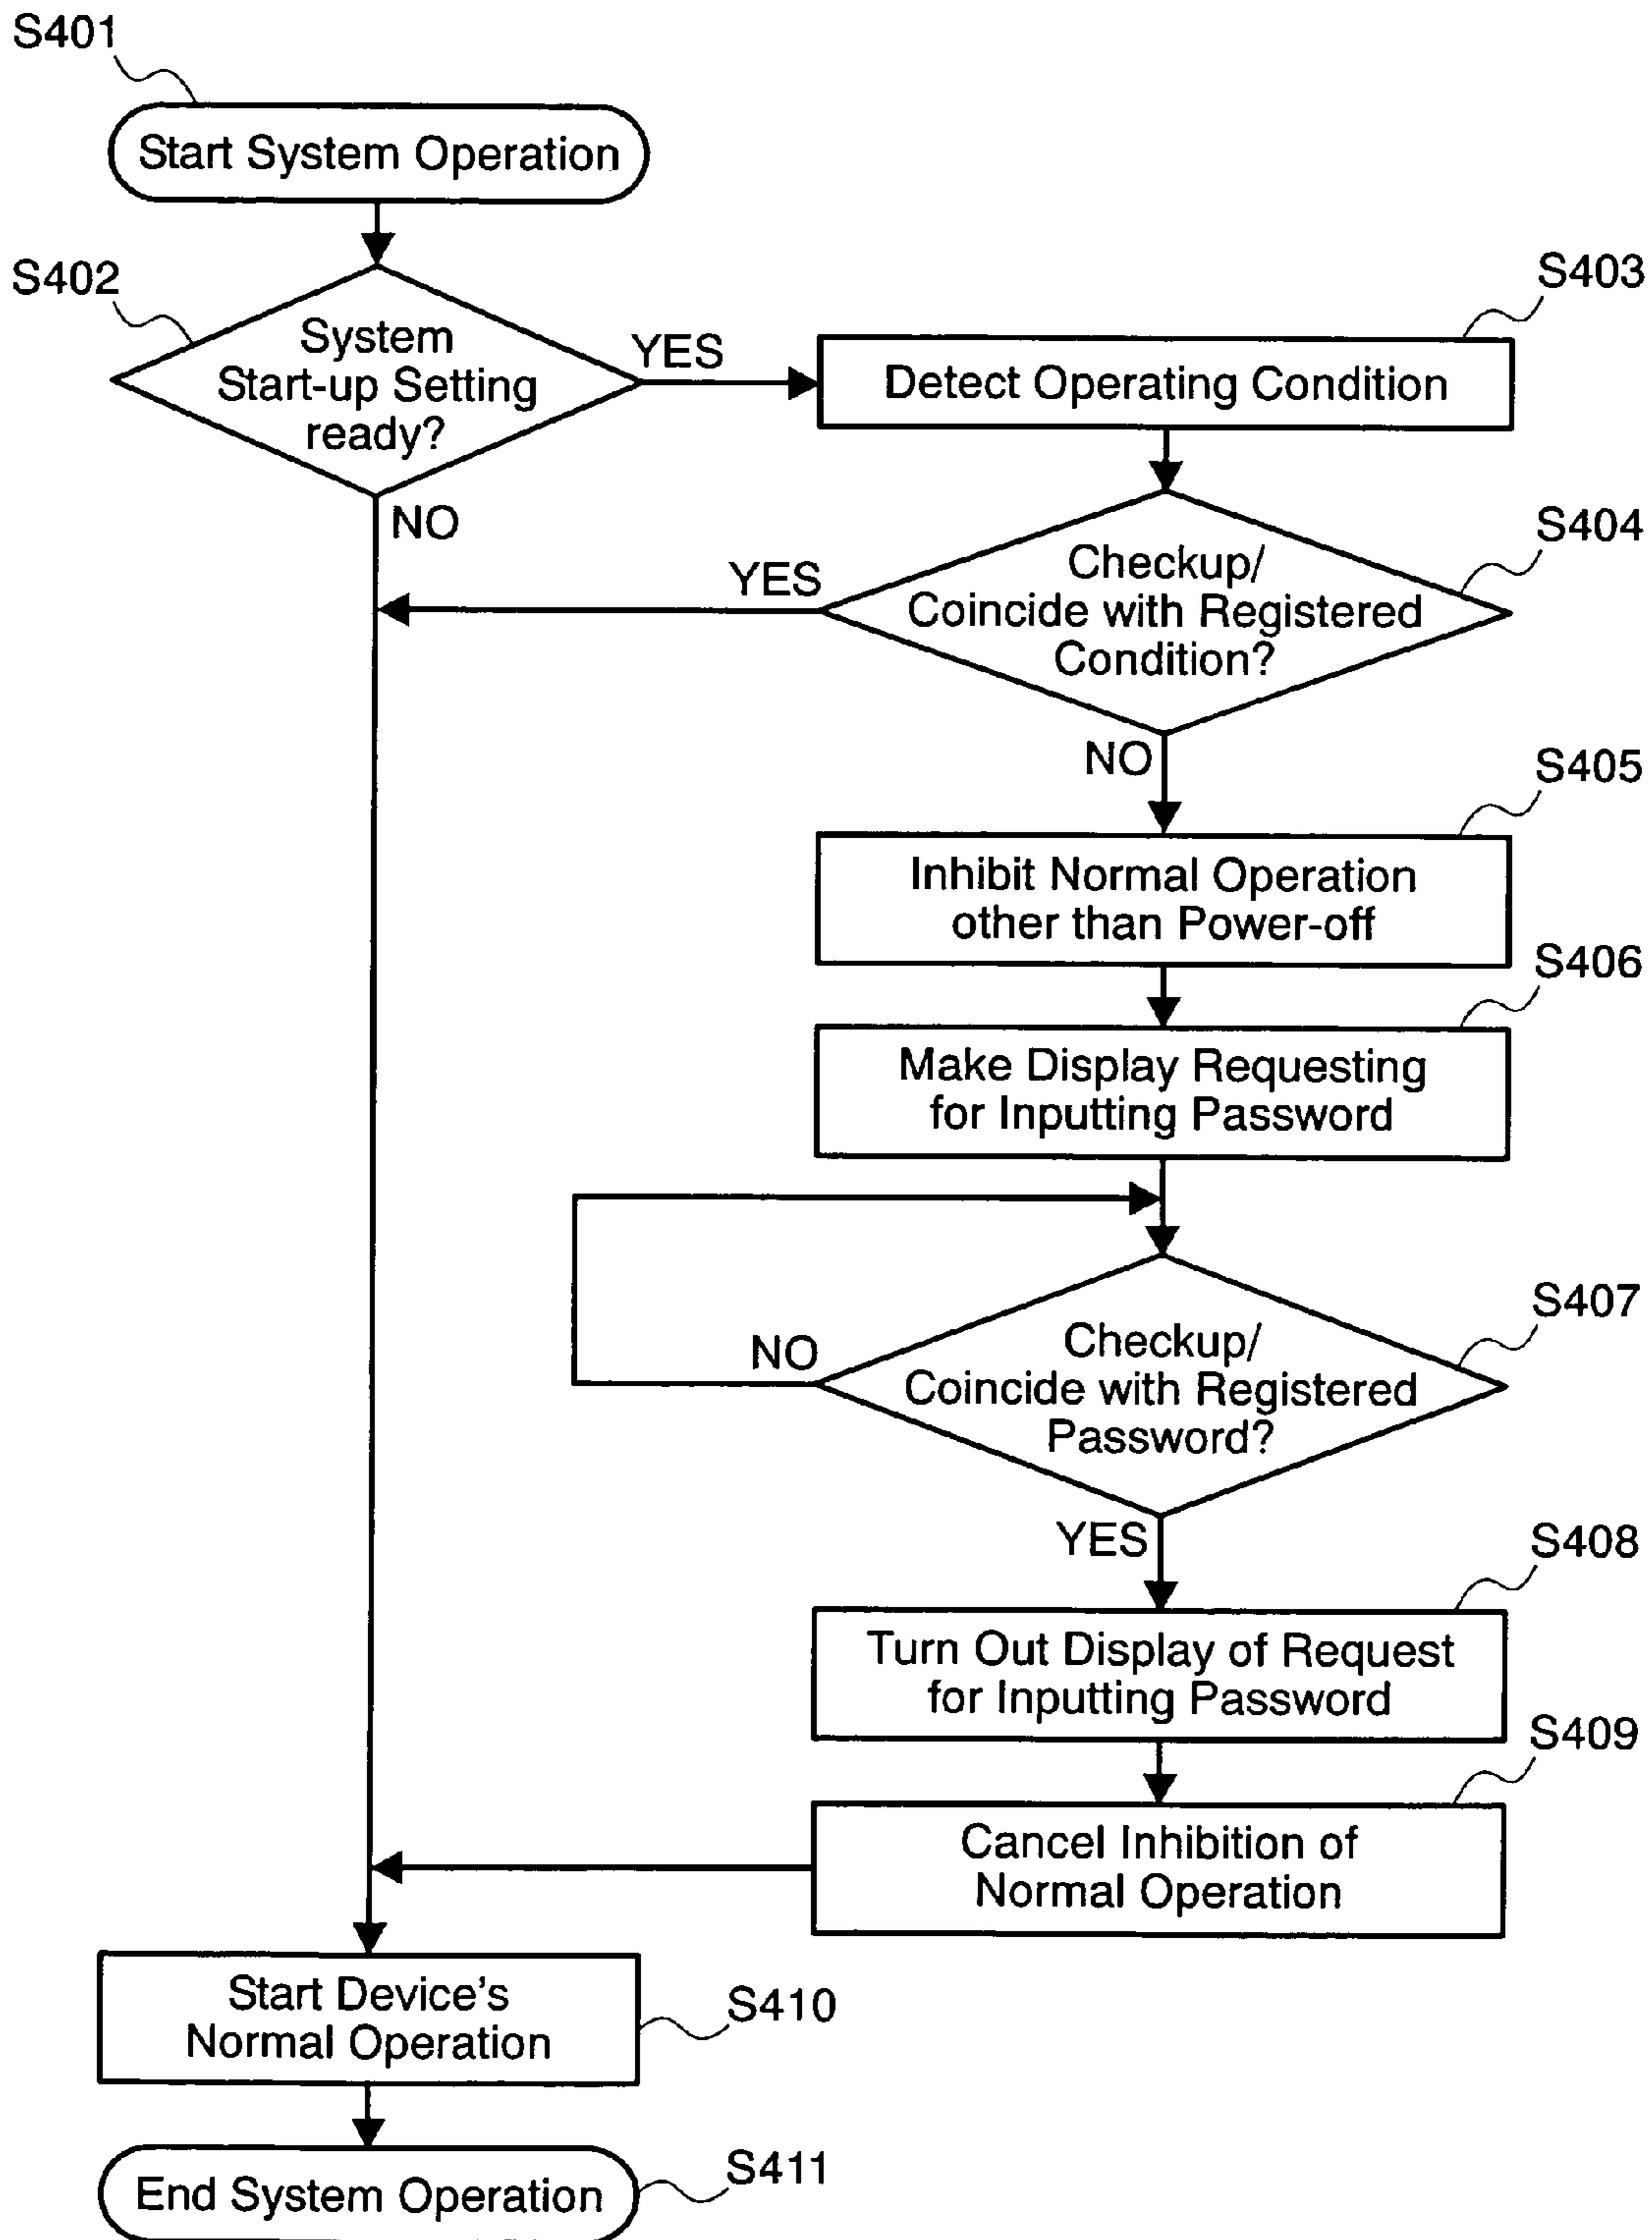 S401
Start System Operation
S402
System
Start-up Setting
ready?
YES
NO
S403
Detect Operating Condition
S404
Checkup/
Coincide with Registered
Condition?
YES
NO
S405
Inhibit Normal Operation
other than Power-off
S406
Make Display Requesting
for Inputting Password
S407
Checkup/
Coincide with Registered
Password?
NO
YES
S408
Turn Out Display of Request
for Inputting Password
S409
Cancel Inhibition of
Normal Operation
Start Device's
Normal Operation
S410
End System Operation
S411